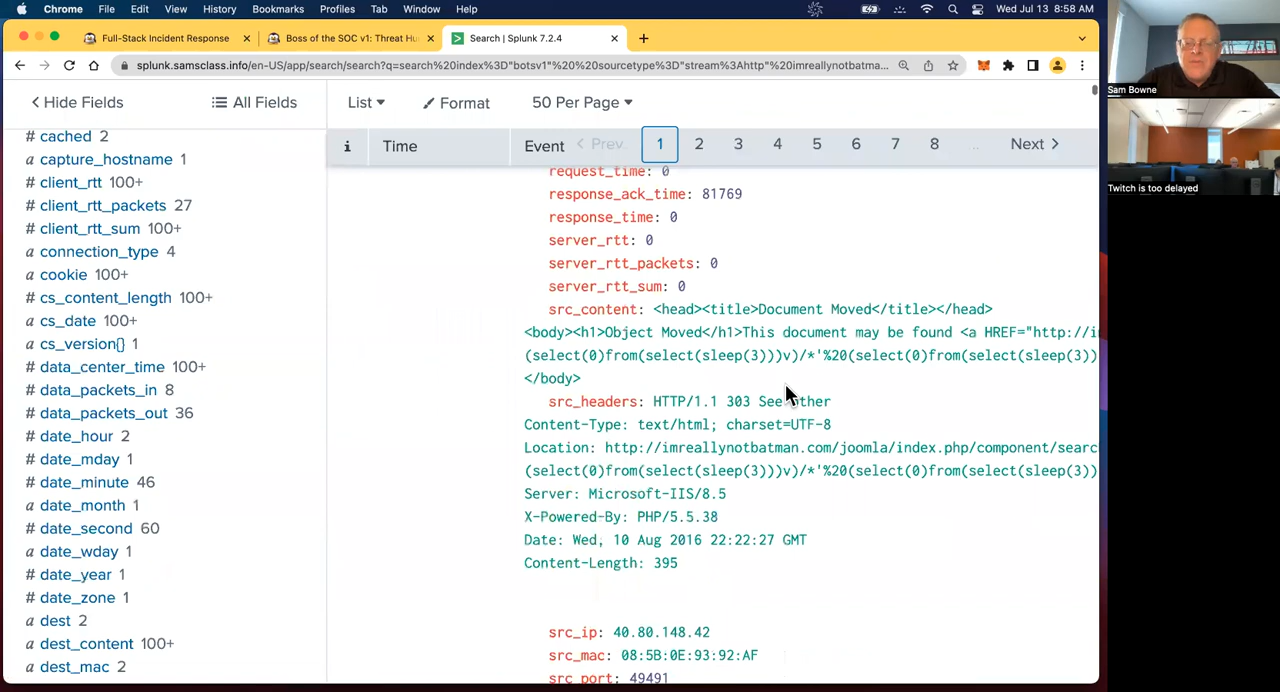 Chrome File Edit View History Bookmarks Profiles Tab Window Help Wed Jul 13 8:58 AM
Full-Stack Incident Response Boss of the SOC v1: Threat Hu Search | Splunk 7.2.4
splunk.samsclass.info/en-US/app/search/search?q=search%20index%3D"botsv1"%20%20sourcetype%3D"stream%3Ahttp"%20imreallynotbatma...
Hide Fields All Fields List Format 50 Per Page
i Time Event Prev 1 2 3 4 5 6 7 8 .. Next
# cached 2
a capture_hostname 1
# client_rtt 100+
# client_rtt_packets 27
# client_rtt_sum 100+
a connection_type 4
a cookie 100+
# cs_content_length 100+
a cs_date 100+
a cs_version{} 1
# data_center_time 100+
# data_packets_in 8
# data_packets_out 36
# date_hour 2
# date_mday 1
# date_minute 46
a date_month 1
# date_second 60
a date_wday 1
# date_year 1
# date_zone 1
a dest 2
a dest_content 100+
a dest_mac 2
request_time: 0
response_ack_time: 81769
response_time: 0
server_rtt: 0
server_rtt_packets: 0
server_rtt_sum: 0
src_content: <head><title>Document Moved</title></head>
<body><h1>Object Moved</h1>This document may be found <a HREF="http://i
(select(0)from(select(sleep(3)))v)/*'%20(select(0)from(select(sleep(3))
</body>
src_headers: HTTP/1.1 303 See other
Content-Type: text/html; charset=UTF-8
Location: http://imreallynotbatman.com/joomla/index.php/component/searc
(select(0)from(select(sleep(3)))v)/*'%20(select(0)from(select(sleep(3))
Server: Microsoft-IIS/8.5
X-Powered-By: PHP/5.5.38
Date: Wed, 10 Aug 2016 22:22:27 GMT
Content-Length: 395
src_ip: 40.80.148.42
src_mac: 08:5B:0E:93:92:AF
src_port: 49491
Sam Bowne
Twitch is too delayed